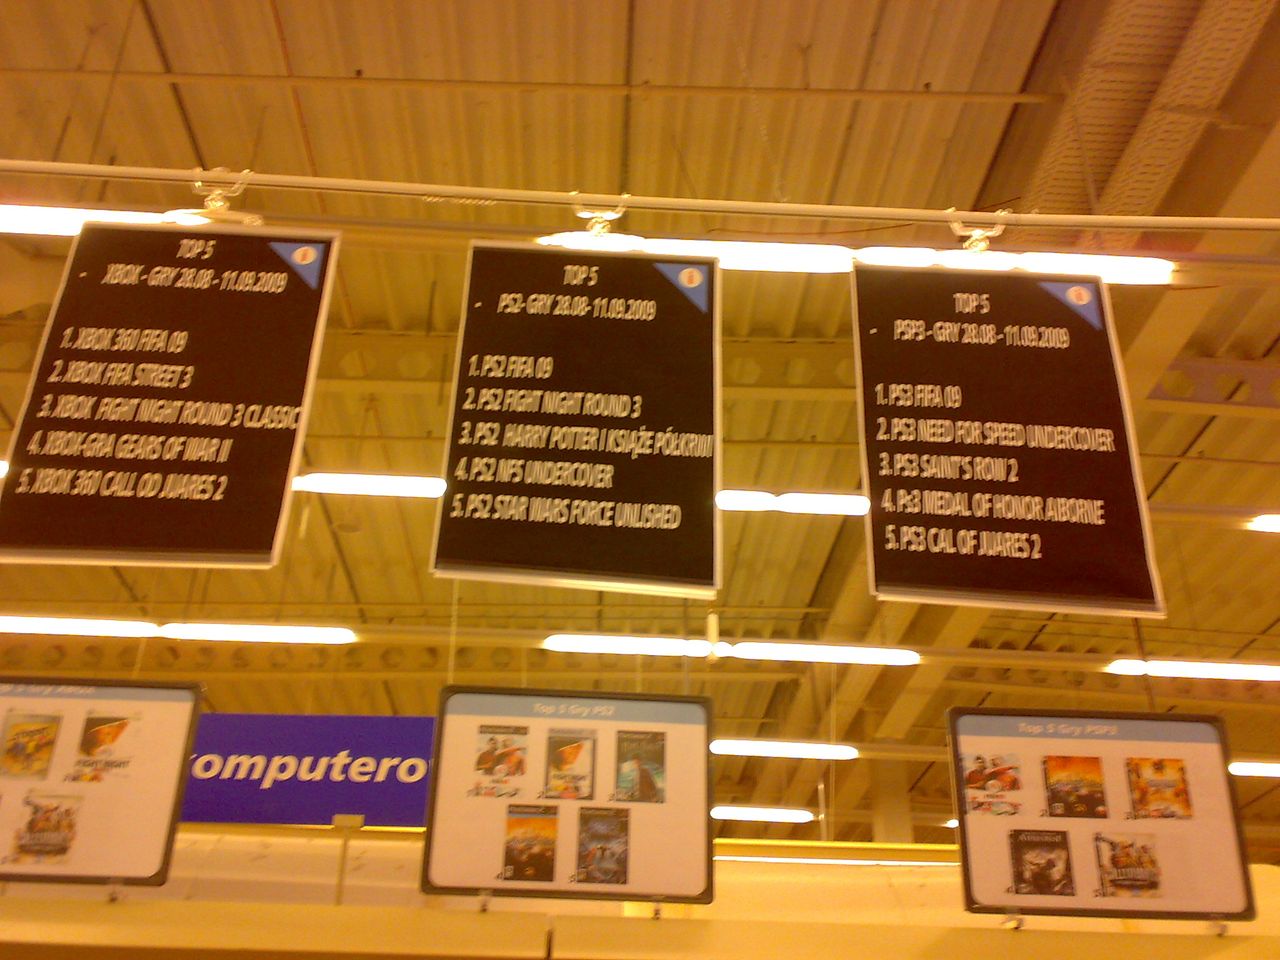 TOP 5
- XBOX - GRY 28.08 - 11.09.2009
1. XBOX 360 FIFA 09
2. XBOX FIFA STREET 3
3. XBOX FIGHT NIGHT ROUND 3 CLASSIC
4. XBOX-GRA GEARS OF WAR II
5. XBOX 360 CALL OD JUARES 2
TOP 5
- PS2- GRY 28.08- 11.09.2009
1. PS2 FIFA 09
2. PS2 FIGHT NIGHT ROUND 3
3. PS2 HARRY POTTER I KSIĄŻE PÓŁKRWI
4. PS2 NFS UNDERCOVER
5. PS2 STAR WARS FORCE UNLISHED
TOP 5
- PSP3 - GRY 28.08 - 11.09.2009
1. PS3 FIFA 09
2. PS3 NEED FOR SPEED UNDERCOVER
3. PS3 SAINT'S ROW 2
4. Ps3 MEDAL OF HONOR AIBORNE
5. PS3 CAL OF JUARES 2
komputero
Top 5 Gry PS2
Top 5 Gry PSP3